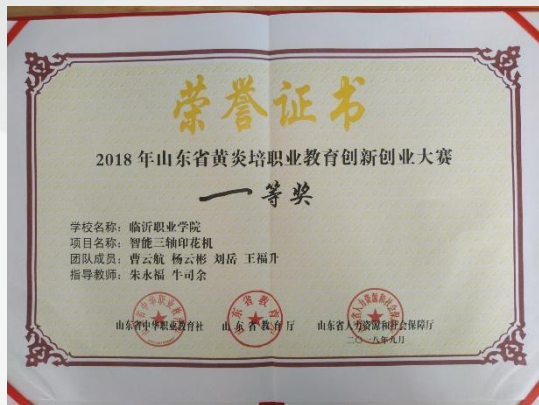 荣誉证书
2018年山东省黄炎培职业教育创新创业大赛
一等奖
学校名称：临沂职业学院
项目名称：智能三轴印花机
团队成员：曹云航 杨云彬 刘岳 王福升
指导教师：朱永福 牛司余
山东省中华职业教育社 山东省教育厅 山东省人力资源和社会保障厅
二〇一八年九月